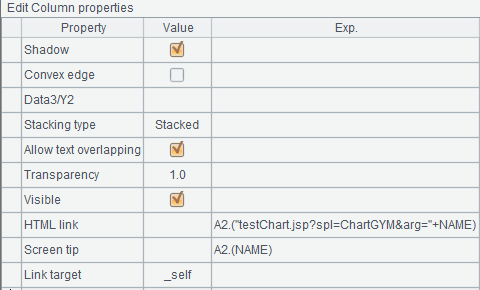 Edit Column properties
Property Value Exp.
Shadow
Convex edge
Data3/Y2
Stacking type Stacked
Allow text overlapping
Transparency 1.0
Visible
HTML link A2.("testChart.jsp?spl=ChartGYM&arg="+NAME)
Screen tip A2.(NAME)
Link target _self